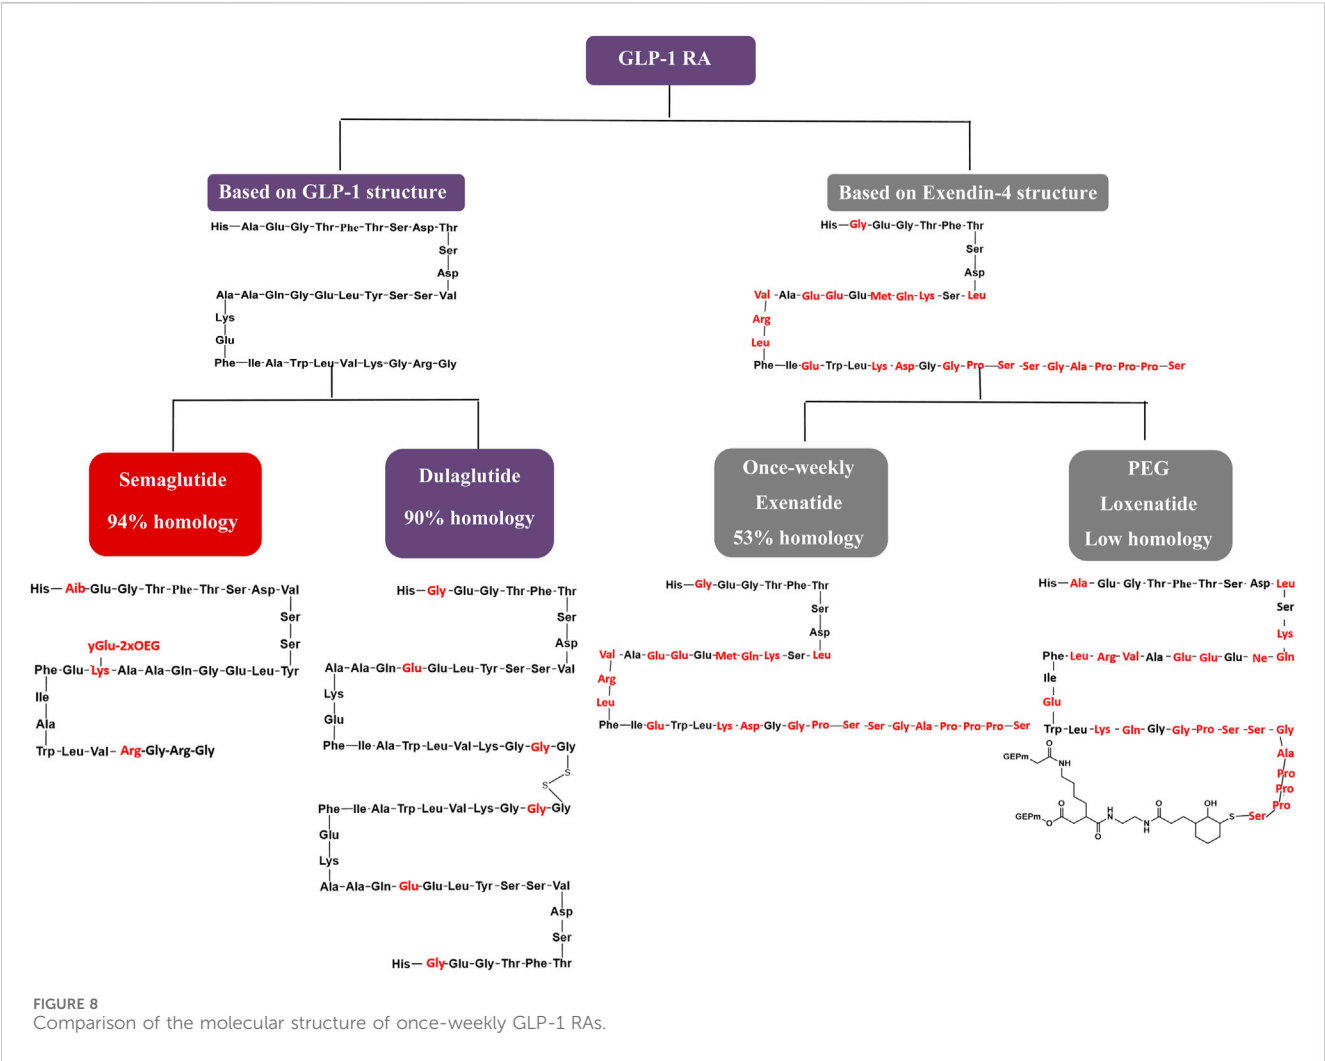 GLP-1 RA
Based on GLP-1 structure
His—Ala-Glu-Gly-Thr-Phe-Thr-Ser-Asp-Thr
Ser
Asp
Ala-Ala-Gln-Gly-Glu-Leu-Tyr-Ser-Ser-Val
Lys
Glu
Phe—Ile-Ala-Trp-Leu-Val-Lys-Gly-Arg-Gly
Based on Exendin-4 structure
His—Gly-Glu-Gly-Thr-Phe-Thr
Ser
Asp
Val-Ala-Glu-Glu-Glu-Met-Gln-Lys-Ser-Leu
Arg
Leu
Phe—Ile-Glu-Trp-Leu-Lys-Asp-Gly-Gly-Pro—Ser-Ser-Gly-Ala-Pro-Pro-Pro-Ser
Semaglutide
94% homology
His—Aib-Glu-Gly-Thr-Phe-Thr-Ser-Asp-Val
Ser
Ser
yGlu-2xOEG
Phe-Glu-Lys-Ala-Ala-Gln-Gly-Glu-Leu-Tyr
Ile
Ala
Trp-Leu-Val-Arg-Gly-Arg-Gly
Dulaglutide
90% homology
His—Gly-Glu-Gly-Thr-Phe-Thr
Ser
Asp
Ala-Ala-Gln-Glu-Glu-Leu-Tyr-Ser-Ser-Val
Lys
Glu
Phe—Ile-Ala-Trp-Leu-Val-Lys-Gly-Gly-Gly
S
S
Phe—Ile-Ala-Trp-Leu-Val-Lys-Gly-Gly-Gly
Glu
Lys
Ala-Ala-Gln-Glu-Glu-Leu-Tyr-Ser-Ser-Val
Asp
Ser
His—Gly-Glu-Gly-Thr-Phe-Thr
Once-weekly
Exenatide
53% homology
His—Gly-Glu-Gly-Thr-Phe-Thr
Ser
Asp
Val-Ala-Glu-Glu-Glu-Met-Gln-Lys-Ser-Leu
Arg
Leu
Phe—Ile-Glu-Trp-Leu-Lys-Asp-Gly-Gly-Pro—Ser-Ser-Gly-Ala-Pro-Pro-Pro-Ser
PEG
Loxenatide
Low homology
His—Ala-Glu-Gly-Thr-Phe-Thr-Ser-Asp-Leu
Ser
Lys
Phe-Leu-Arg-Val-Ala-Glu-Glu-Glu-Ne-Gln
Ile
Glu
Trp-Leu-Lys-Gln-Gly-Gly-Pro-Ser-Ser-Gly
Ala
Pro
Pro
Pro
Ser
GEPm
O
NH
GEPm
O
O
O
H
N
N
H
O
OH
S
FIGURE 8
Comparison of the molecular structure of once-weekly GLP-1 RAs.